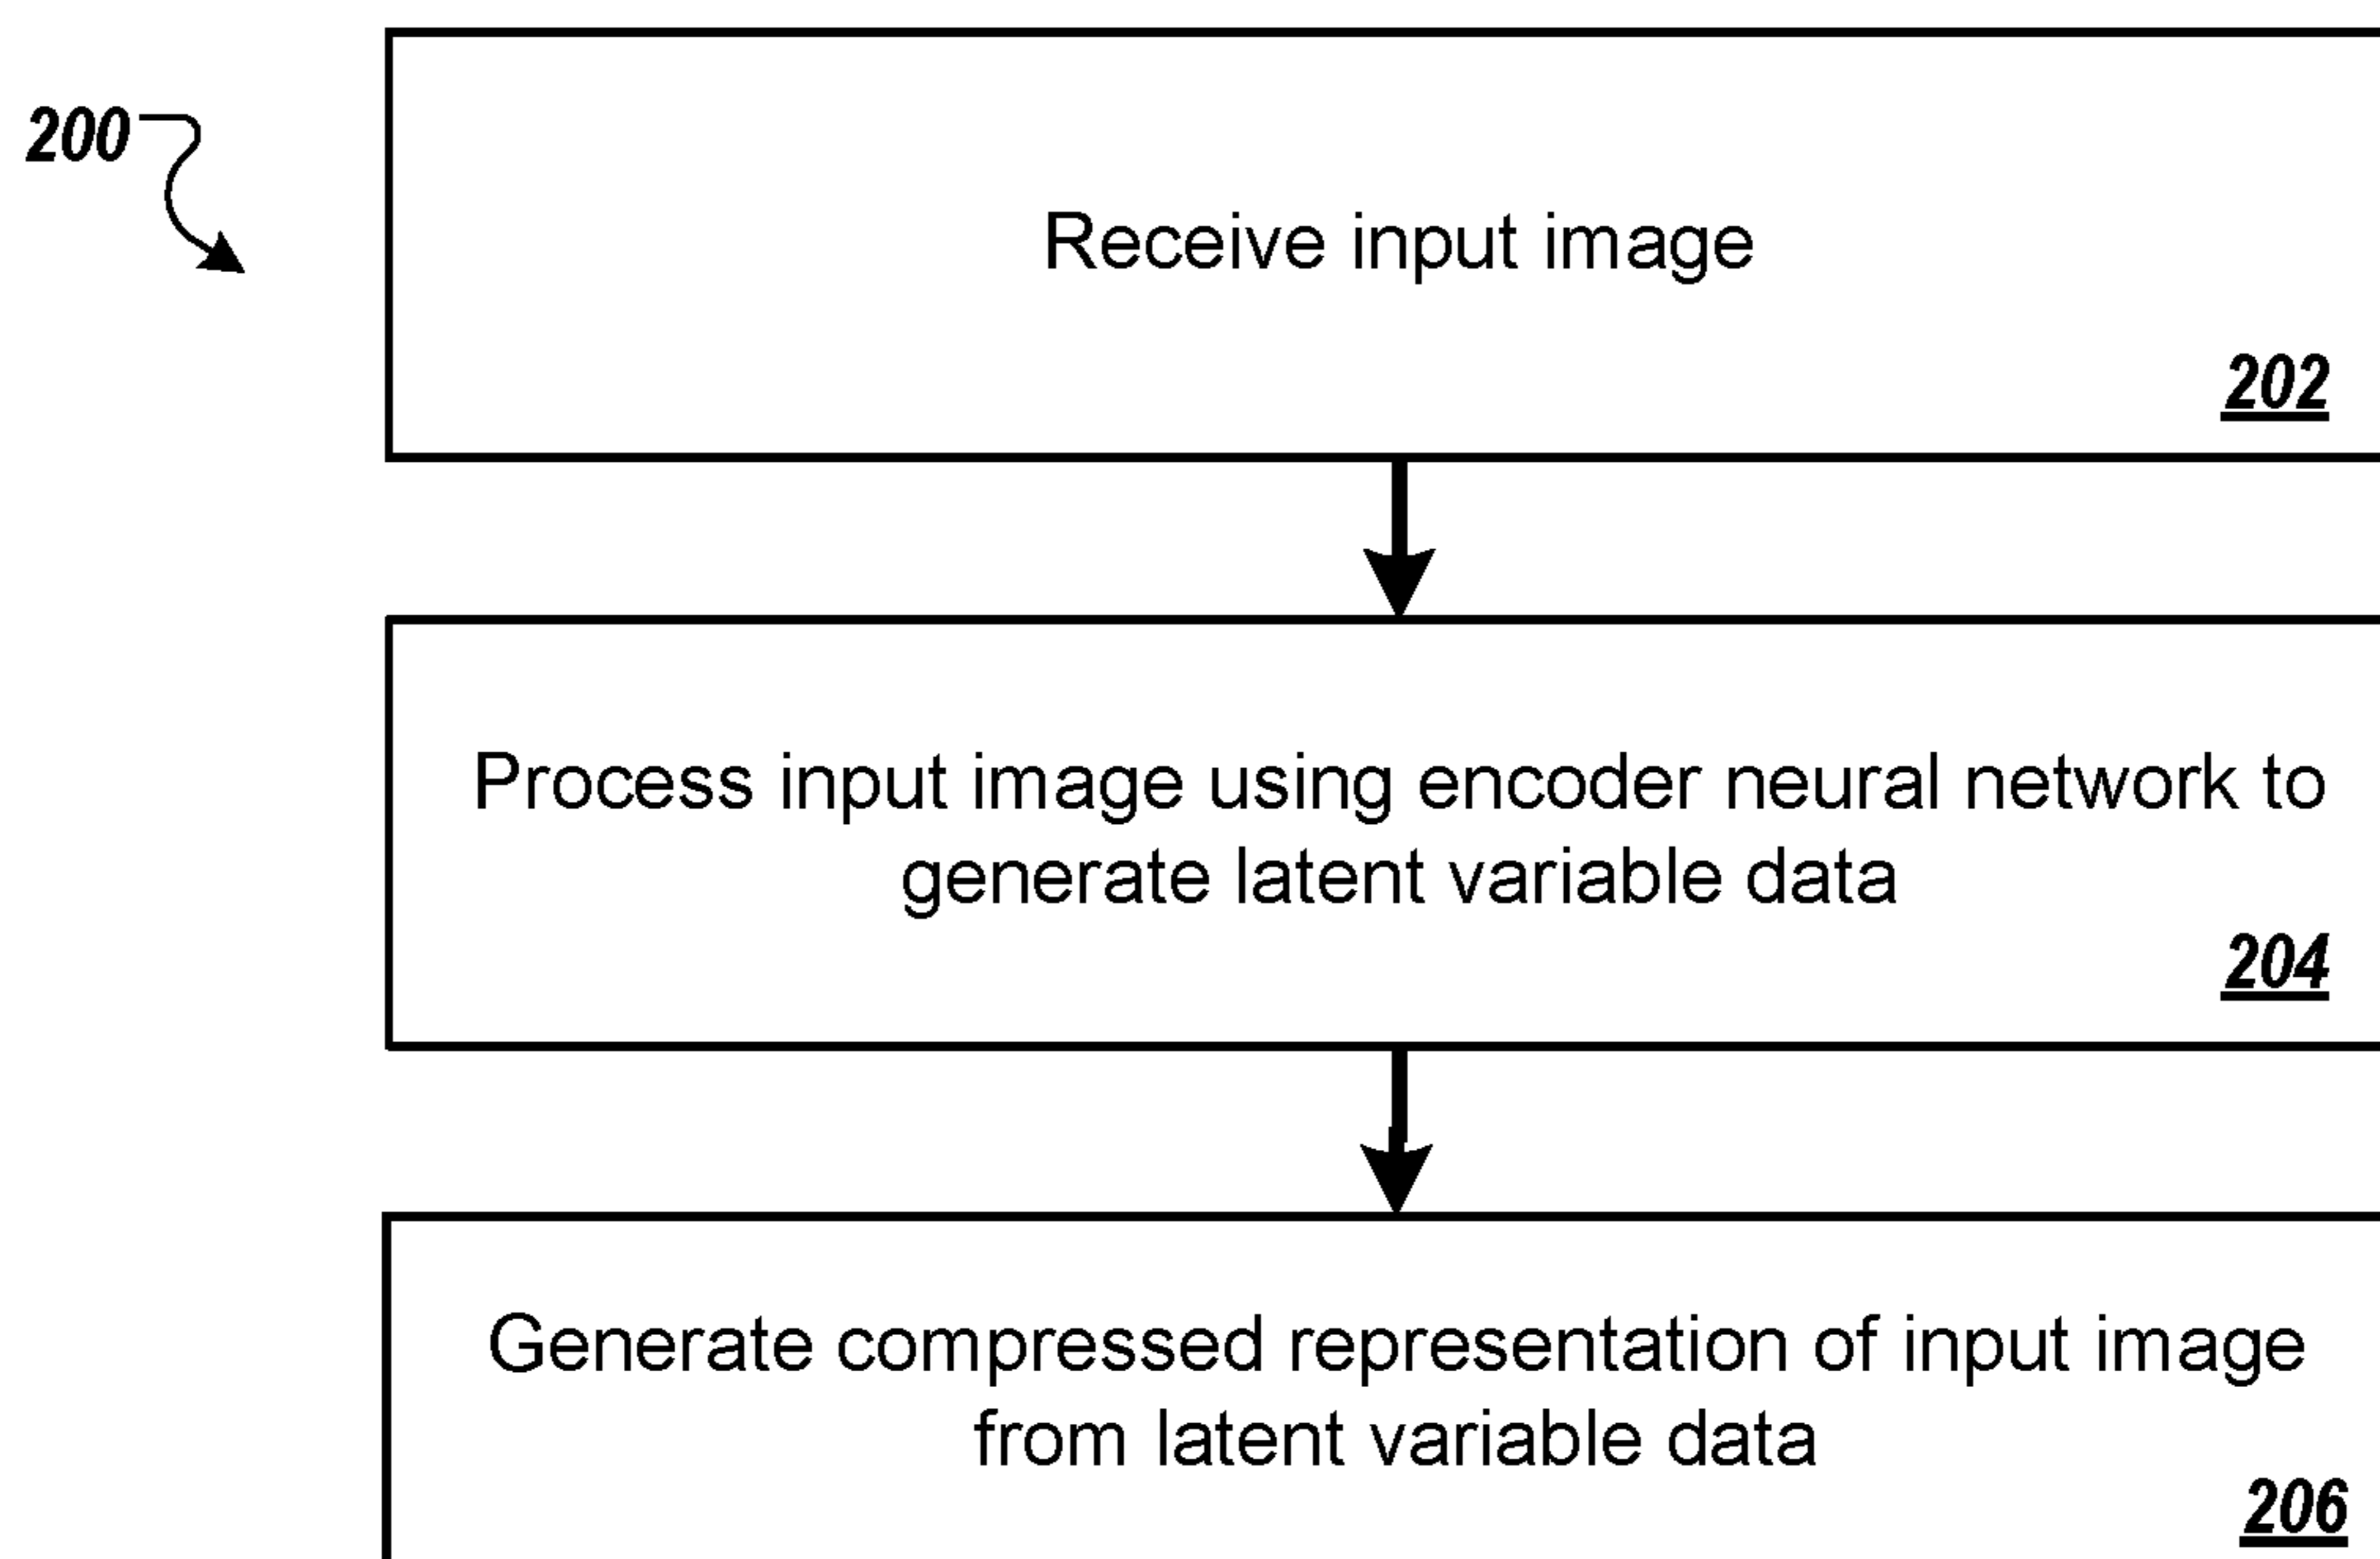 200
Receive input image
202
Process input image using encoder neural network to
generate latent variable data
204
Generate compressed representation of input image
from latent variable data
206